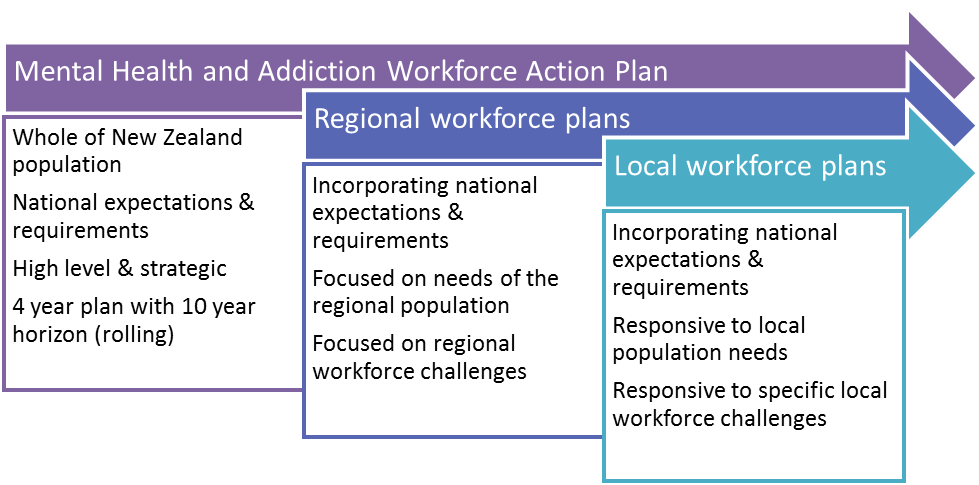 Mental Health and Addiction Workforce Action Plan
Whole of New Zealand
population
National expectations &
requirements
High level & strategic
4 year plan with 10 year
horizon (rolling)
Regional workforce plans
Incorporating national
expectations &
requirements
Focused on needs of the
regional population
Focused on regional
workforce challenges
Local workforce plans
Incorporating national
expectations &
requirements
Responsive to local
population needs
Responsive to specific local
workforce challenges